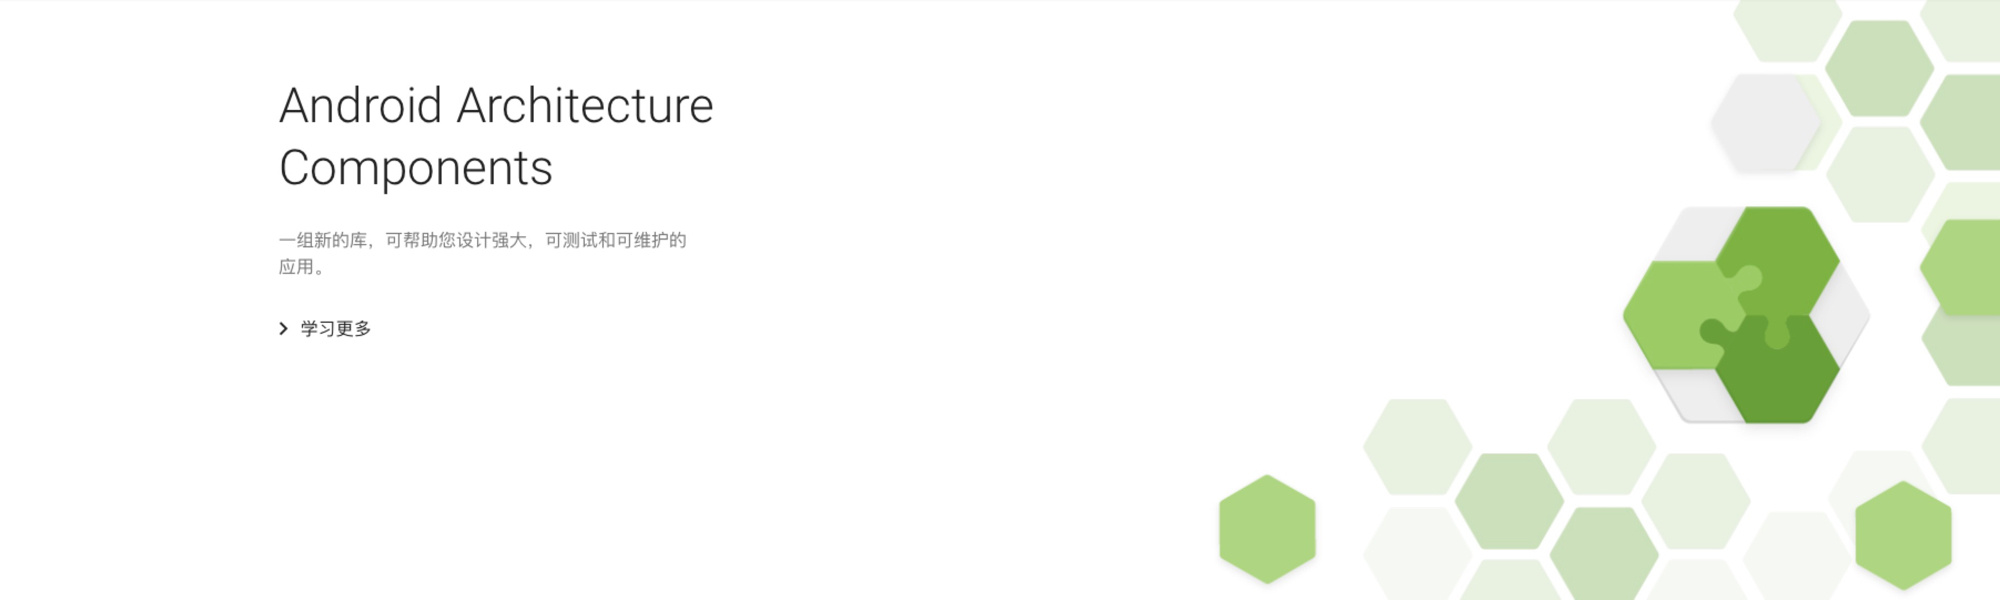 Android Architecture
Components
一组新的库，可帮助您设计强大，可测试和可维护的
应用。
学习更多